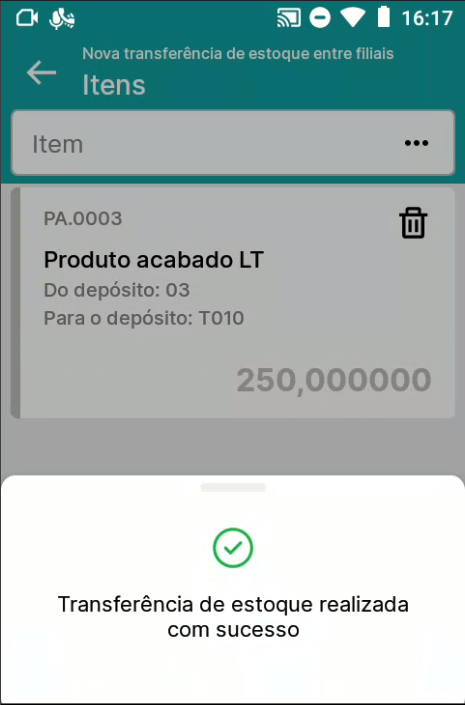 16:17
Nova transferência de estoque entre filiais
Itens
Item
PA.0003
Produto acabado LT
Do depósito: 03
Para o depósito: T010
250,000000
Transferência de estoque realizada
com sucesso